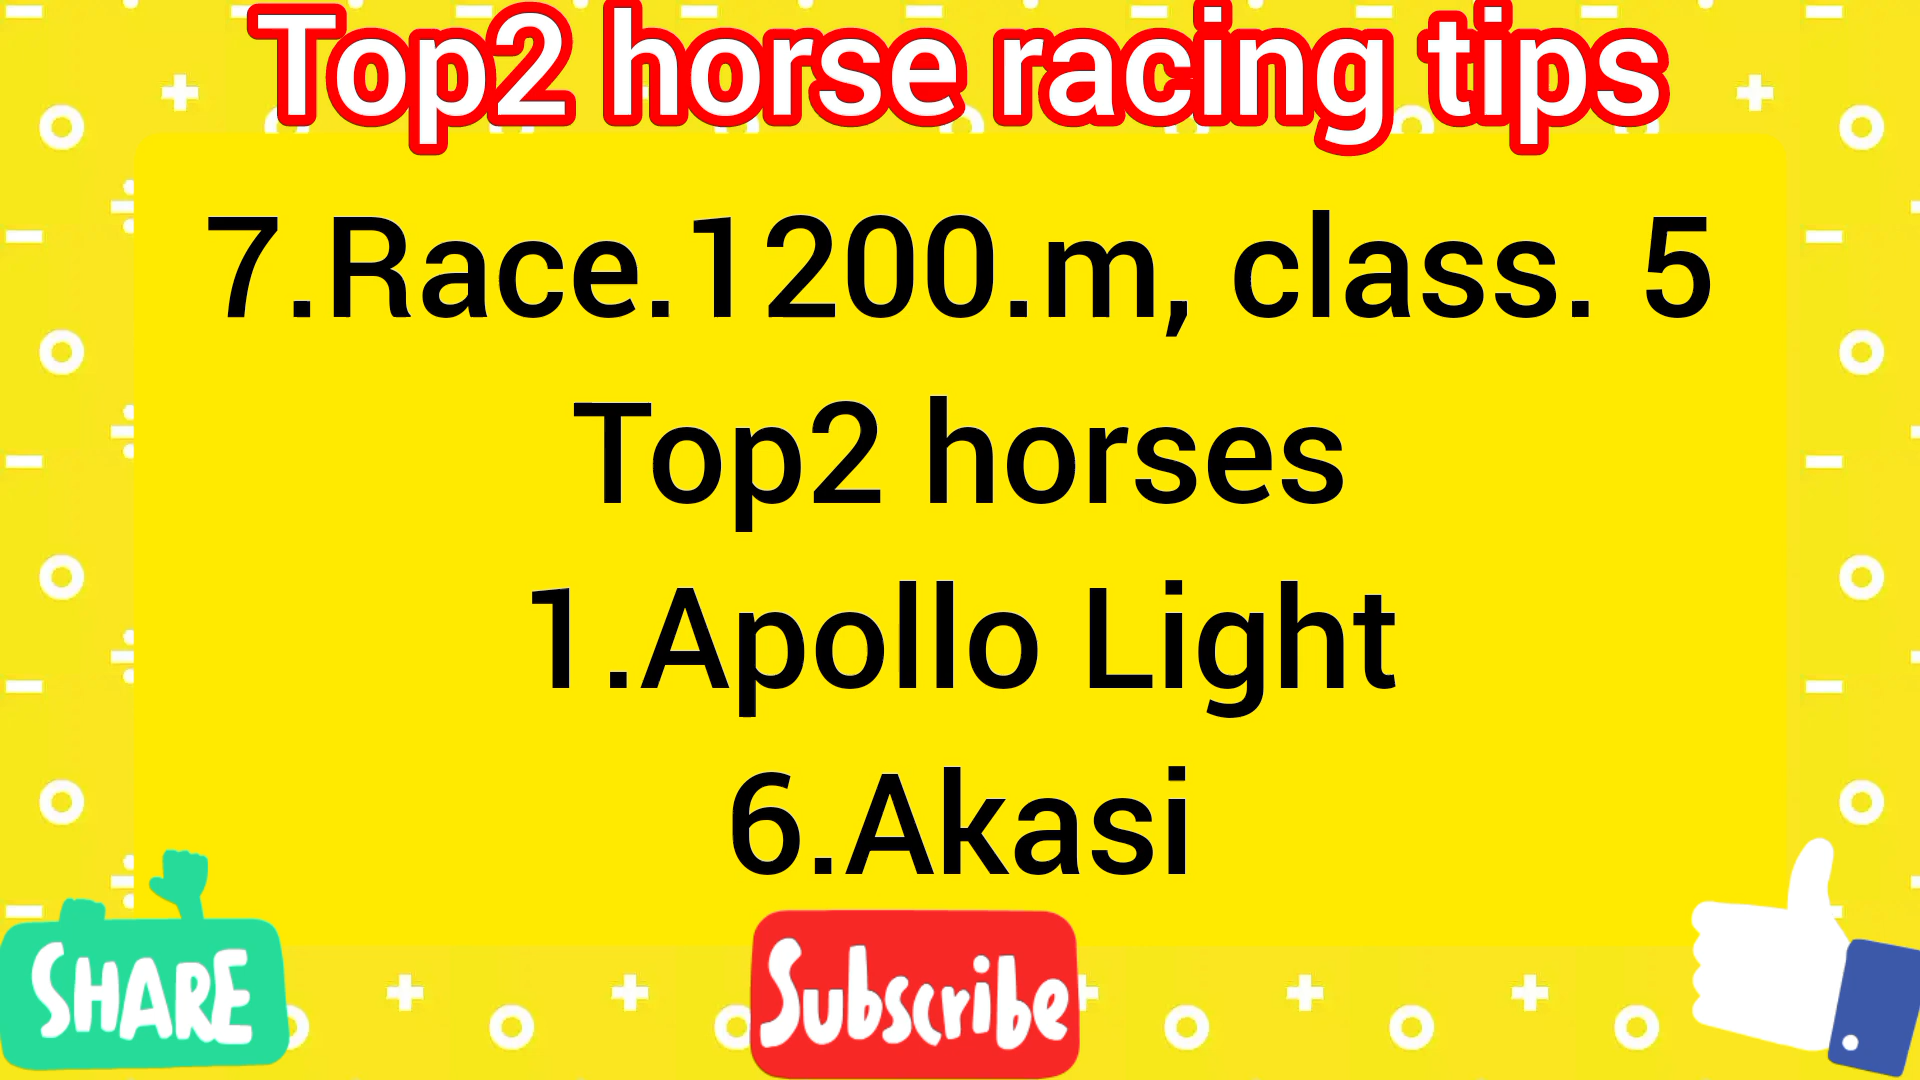 Top2 horse racing tips
7.Race.1200.m, class. 5
Top2 horses
1.Apollo Light
6.Akasi
SHARE
Subscribe